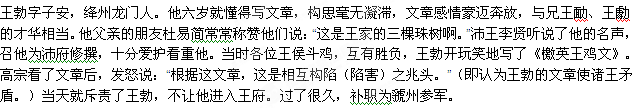 王勃字子安，绛州龙门人。他六岁就懂得写文章，构思毫无凝滞，文章感情豪迈奔放，与兄王勔、王勮
的才华相当。他父亲的朋友杜易简常常称赞他们说：“这是王家的三棵珠树啊。”沛王李贤听说了他的名声，
召他为沛府修撰，十分爱护看重他。当时各位王侯斗鸡，互有胜负，王勃开玩笑地写了《檄英王鸡文》。
高宗看了文章后，发怒说：“根据这文章，这是相互构陷（陷害）之兆头。”（即认为王勃的文章使诸王矛
盾。）当天就斥责了王勃，不让他进入王府。过了很久，补职为虢州参军。